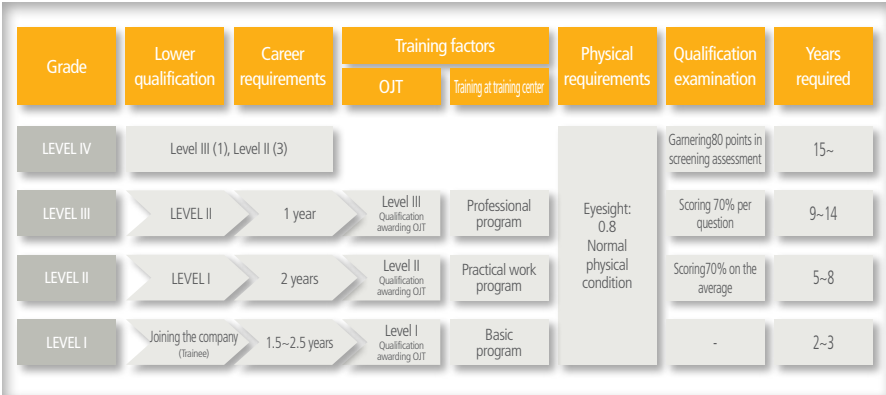 Grade
Lower
qualification
Career
requirements
Training factors
OJT
Training at training center
Physical
requirements
Qualification
examination
Years
required
LEVEL IV
Level III (1), Level II (3)
Garnering80 points in
screening assessment
15~
LEVEL III
LEVEL II
1 year
Level III
Qualification
awarding OJT
Professional
program
Eyesight:
0.8
Normal
physical
condition
Scoring 70% per
question
9~14
LEVEL II
LEVEL I
2 years
Level II
Qualification
awarding OJT
Practical work
program
Scoring70% on the
average
5~8
LEVEL I
Joining the company
(Trainee)
1.5~2.5 years
Level I
Qualification
awarding OJT
Basic
program
-
2~3